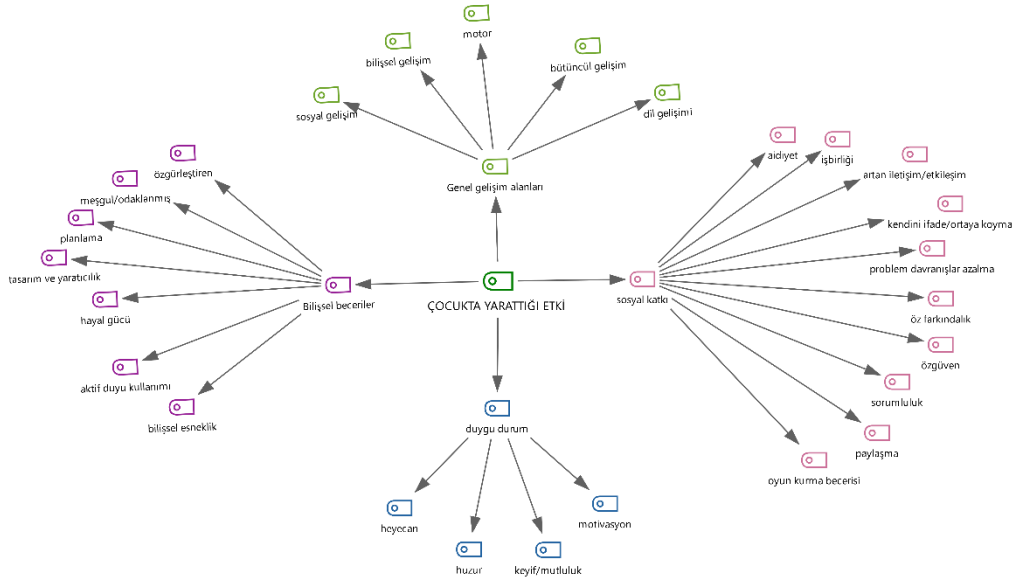 motor
bilişsel gelişim
bütüncül gelişim
sosyal gelişim
dil gelişimi
Genel gelişim alanları
özgürleştiren
meşgul/odaklanmış
planlama
tasarım ve yaratıcılık
hayal gücü
aktif duyu kullanımı
bilişsel esneklik
Bilişsel beceriler
ÇOCUKTA YARATTIĞI ETKİ
sosyal katkı
aidiyet
işbirliği
artan iletişim/etkileşim
kendini ifade/ortaya koyma
problem davranışlar azalma
öz farkındalık
özgüven
sorumluluk
paylaşma
oyun kurma becerisi
duygu durum
heyecan
huzur
keyif/mutluluk
motivasyon